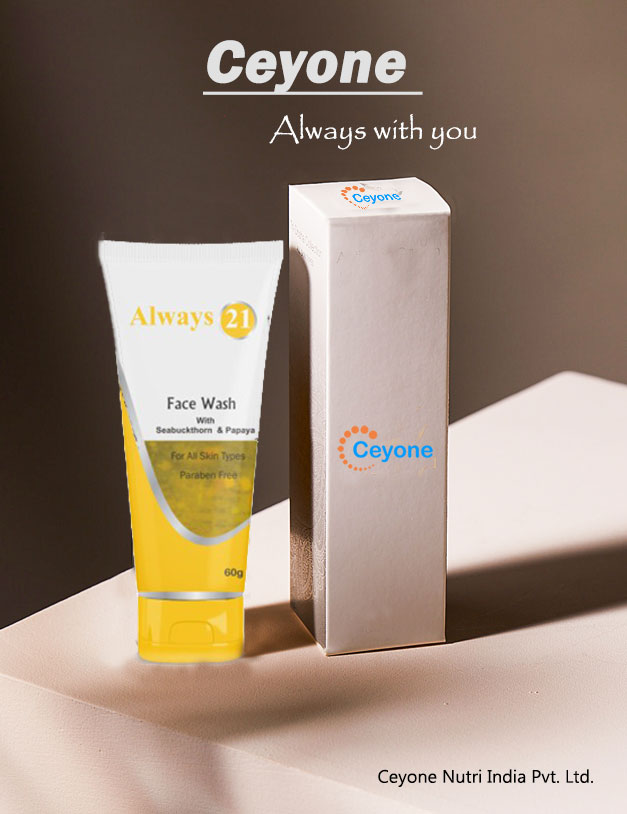 Ceyone
Always with you
Ceyone
Always 21
Face Wash
With
Seabuckthorn & Papaya
For All Skin Types
Paraben Free
60g
Ceyone
Ceyone Nutri India Pvt. Ltd.